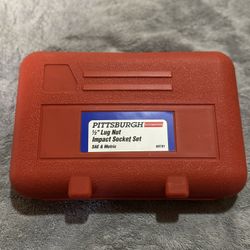 PITTSBURGH
½" Lug Nut
Impact Socket Set
SAE & Metric